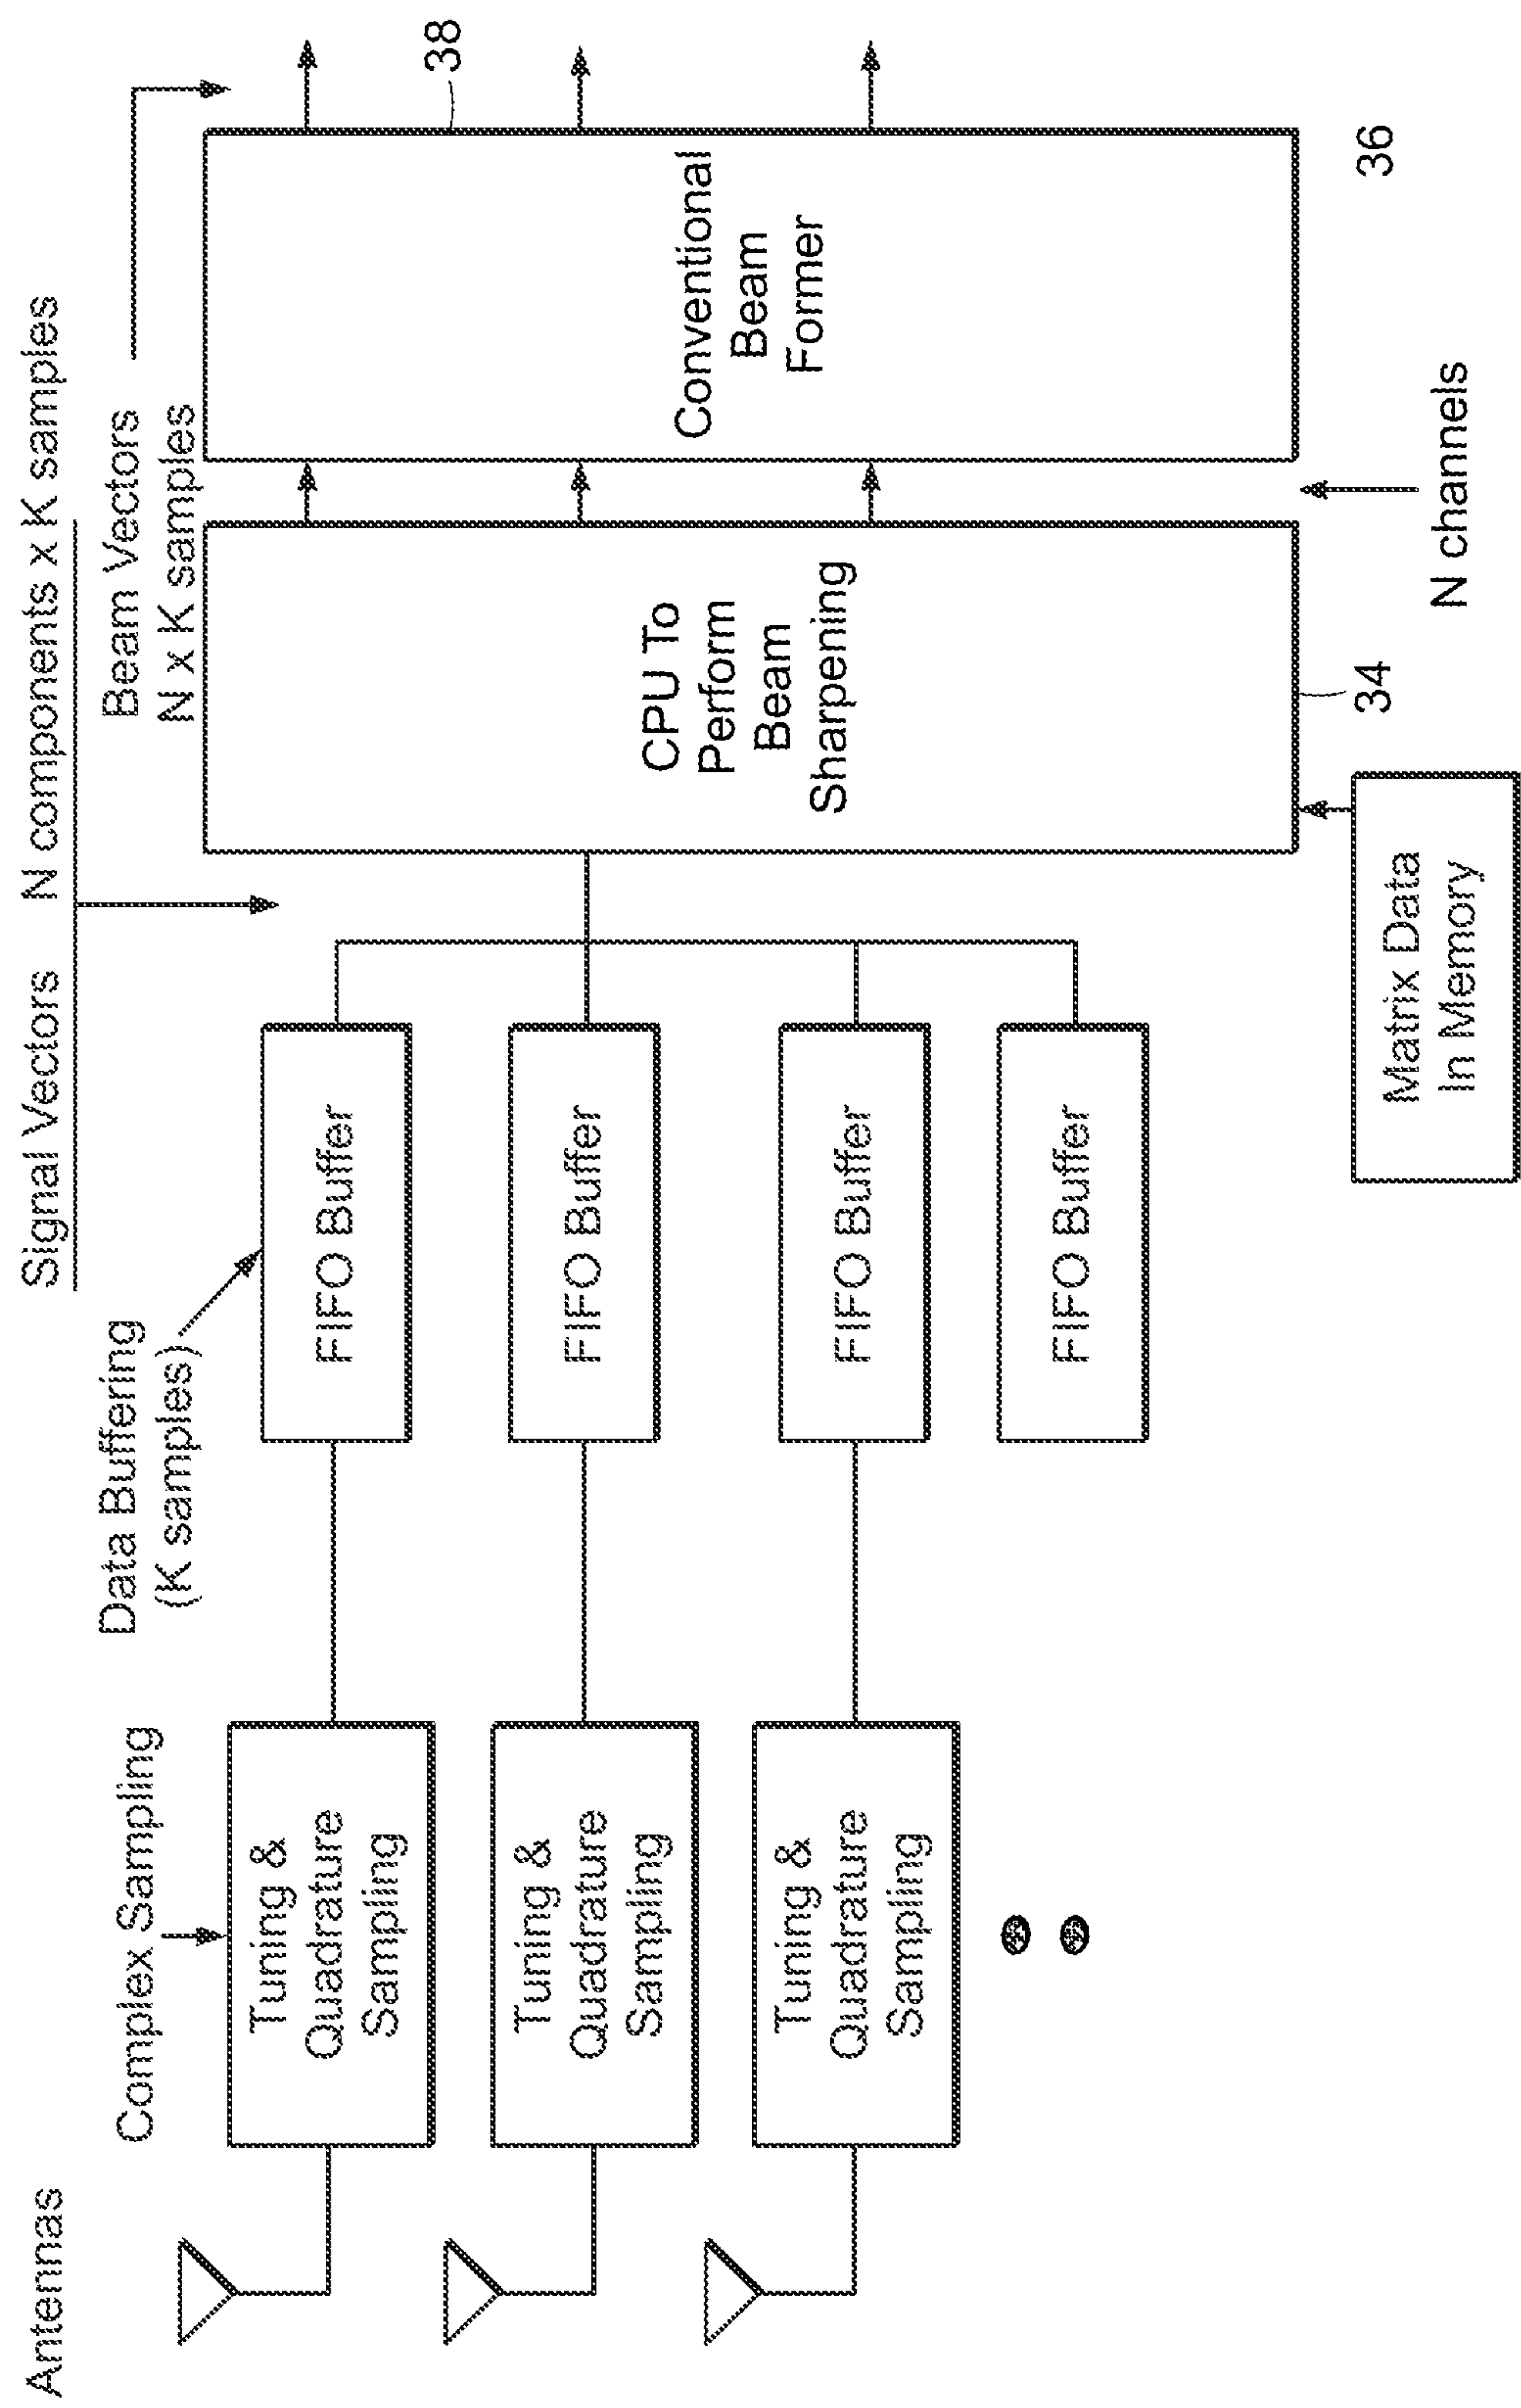 Antennas
Complex Sampling
Data Buffering
(K samples)
Signal Vectors   N components x K samples
Beam Vectors
N x K samples
Tuning &
Quadrature
Sampling
FIFO Buffer
Tuning &
Quadrature
Sampling
FIFO Buffer
Tuning &
Quadrature
Sampling
FIFO Buffer
FIFO Buffer
CPU To
Perform
Beam
Sharpening
34
Matrix Data
In Memory
N channels
Conventional
Beam
Former
38
36